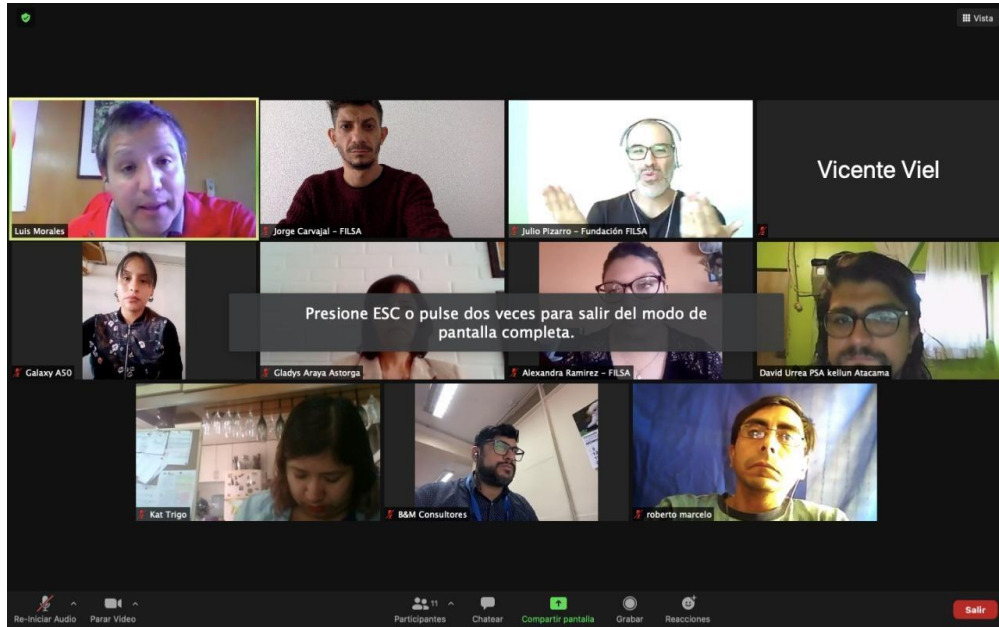 Vista
Luis Morales
Jorge Carvajal - FILSA
Julio Pizarro - Fundación FILSA
Vicente Viel
Galaxy A50
Gladys Araya Astorga
Alexandra Ramirez - FILSA
David Urrea PSA kellun Atacama
Presione ESC o pulse dos veces para salir del modo de
pantalla completa.
Kat Trigo
B&M Consultores
roberto marcelo
Re-Iniciar Audio
Parar Video
Participantes
11
Chatear
Compartir pantalla
Grabar
Reacciones
Salir